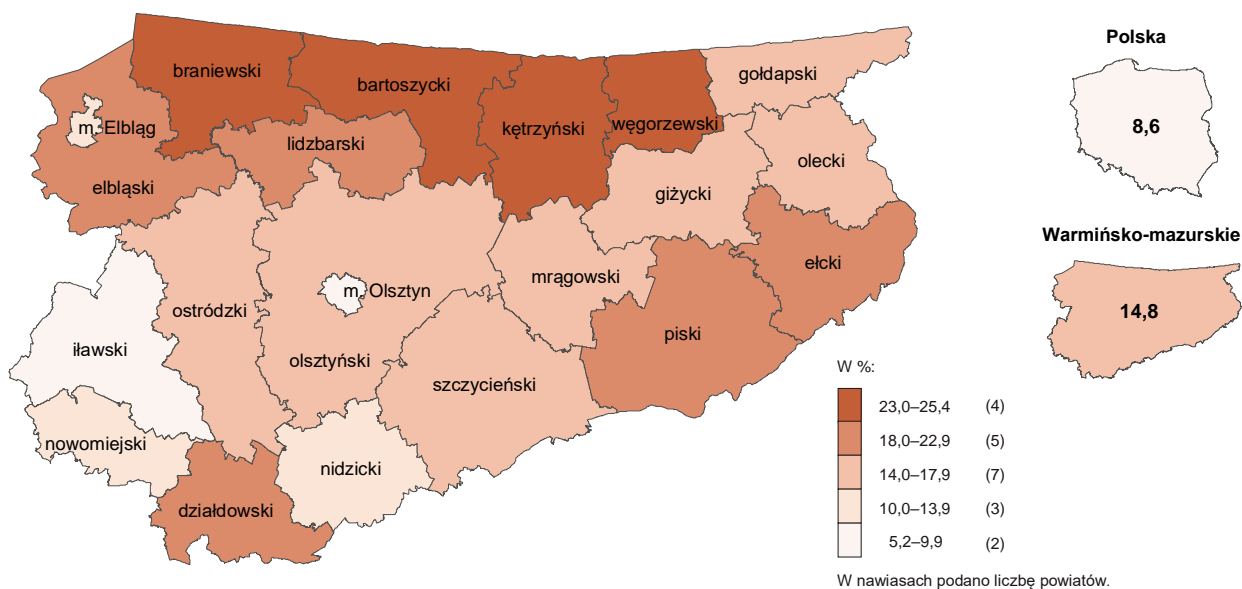 Polska
8,6
Warmińsko-mazurskie
14,8
braniewski
bartoszycki
gołdapski
kętrzyński
węgorzewski
m. Elbląg
lidzbarski
olecki
elbląski
giżycki
mrągowski
ełcki
m. Olsztyn
ostródzki
piski
iławski
olsztyński
szczycieński
nowomiejski
nidzicki
działdowski
W %:
23,0–25,4 (4)
18,0–22,9 (5)
14,0–17,9 (7)
10,0–13,9 (3)
5,2–9,9 (2)
W nawiasach podano liczbę powiatów.